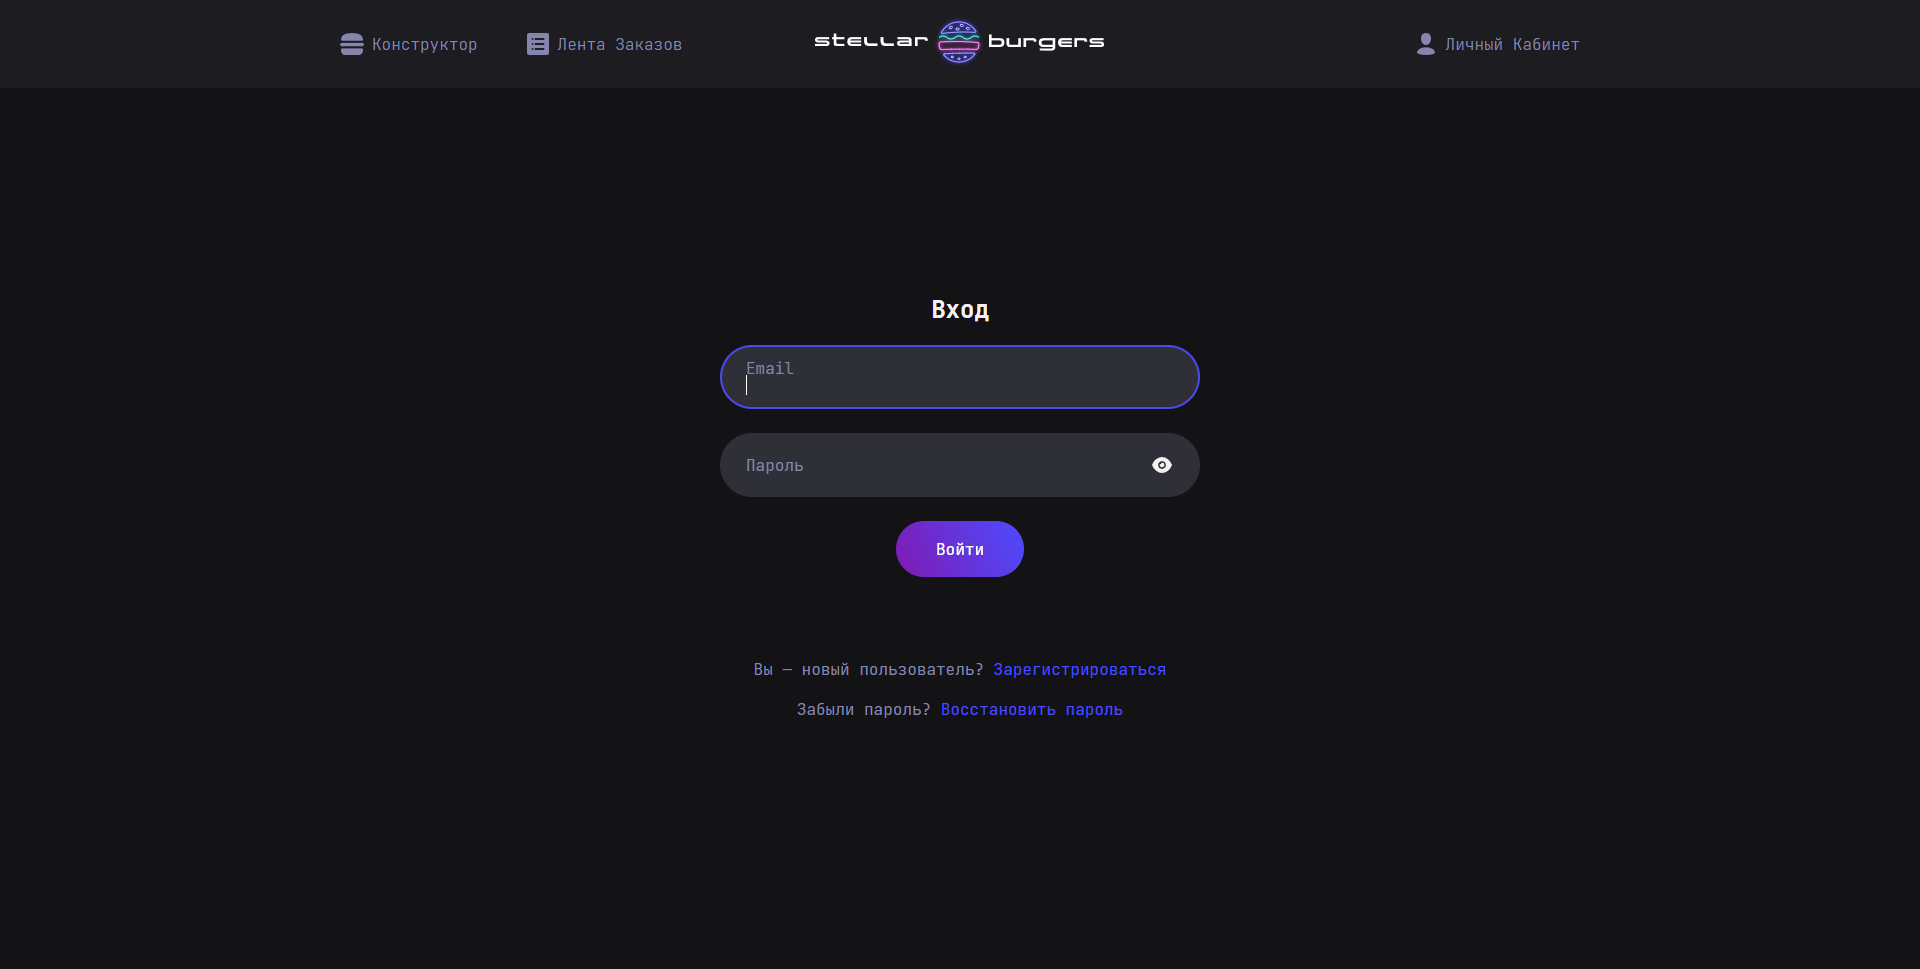 Конструктор
Лента Заказов
stellar burgers
Личный Кабинет
Вход
Email
Пароль
Войти
Вы — новый пользователь? Зарегистрироваться
Забыли пароль? Восстановить пароль